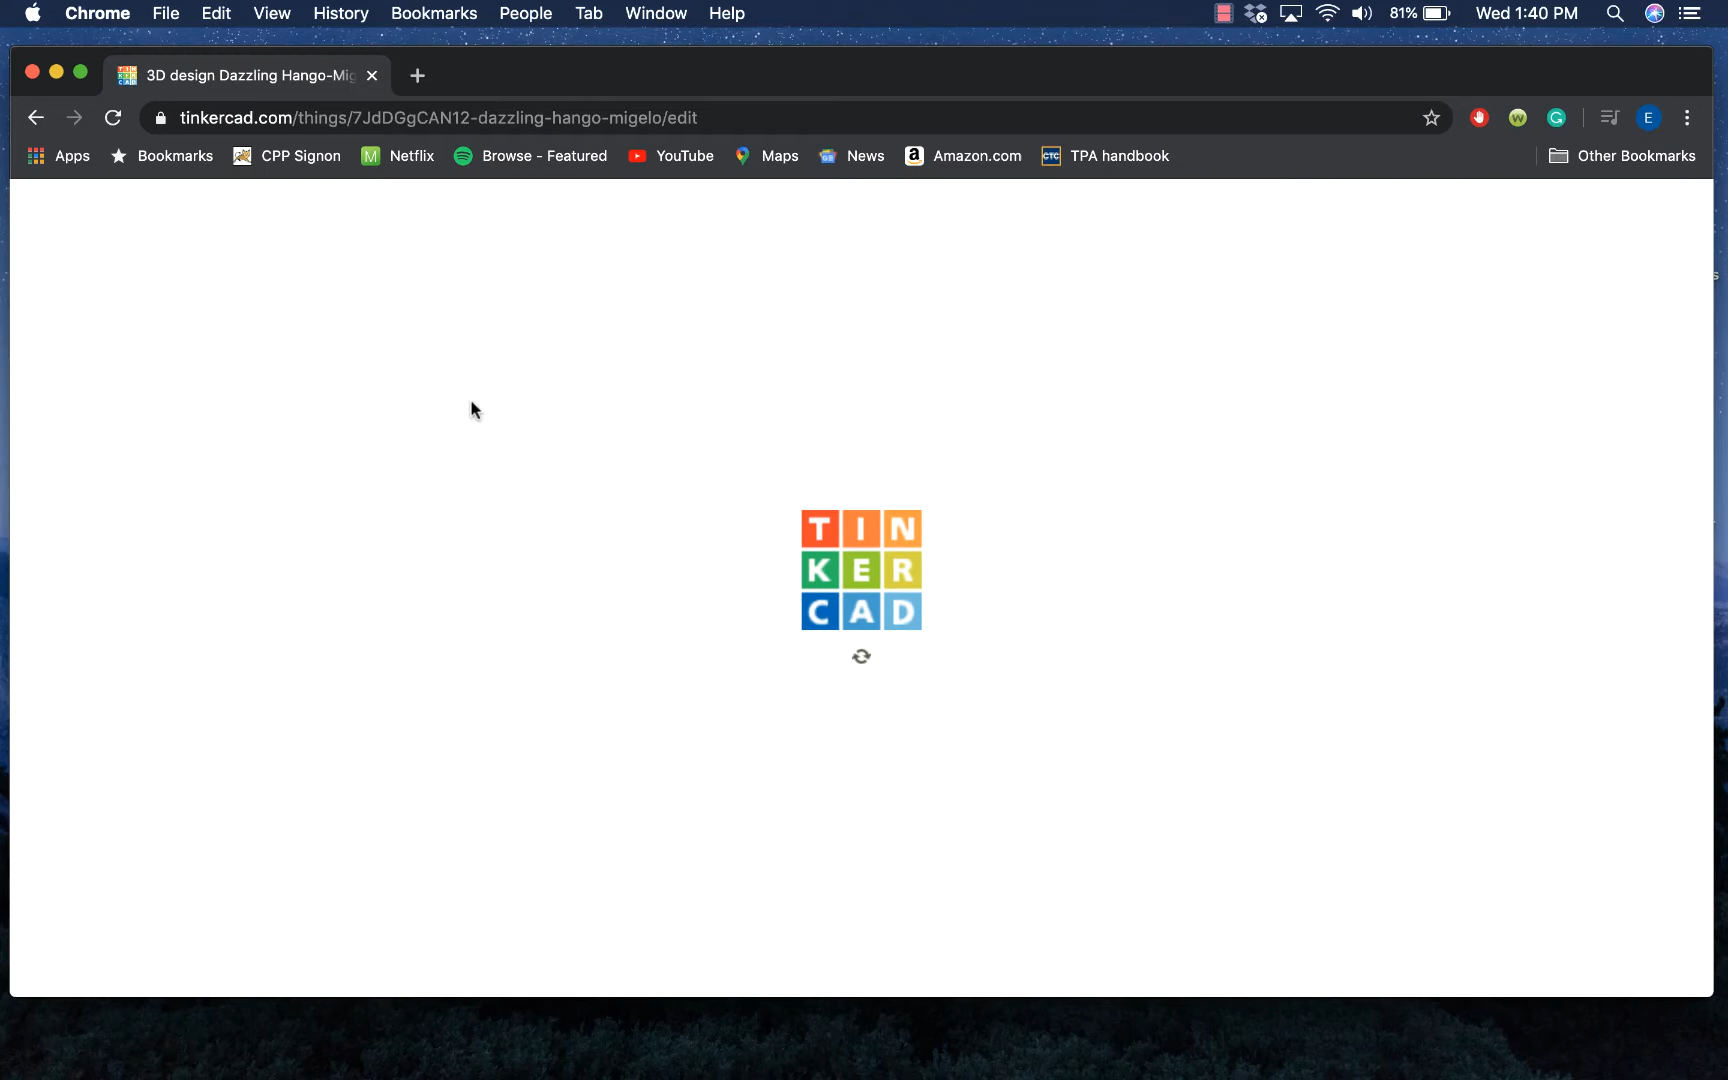 Chrome File Edit View History Bookmarks People Tab Window Help 81% Wed 1:40 PM
3D design Dazzling Hango-Mig
tinkercad.com/things/7JdDGgCAN12-dazzling-hango-migelo/edit
Apps Bookmarks CPP Signon M Netflix Browse - Featured YouTube Maps News a Amazon.com CTC TPA handbook Other Bookmarks
W G E
TIN
KER
CAD